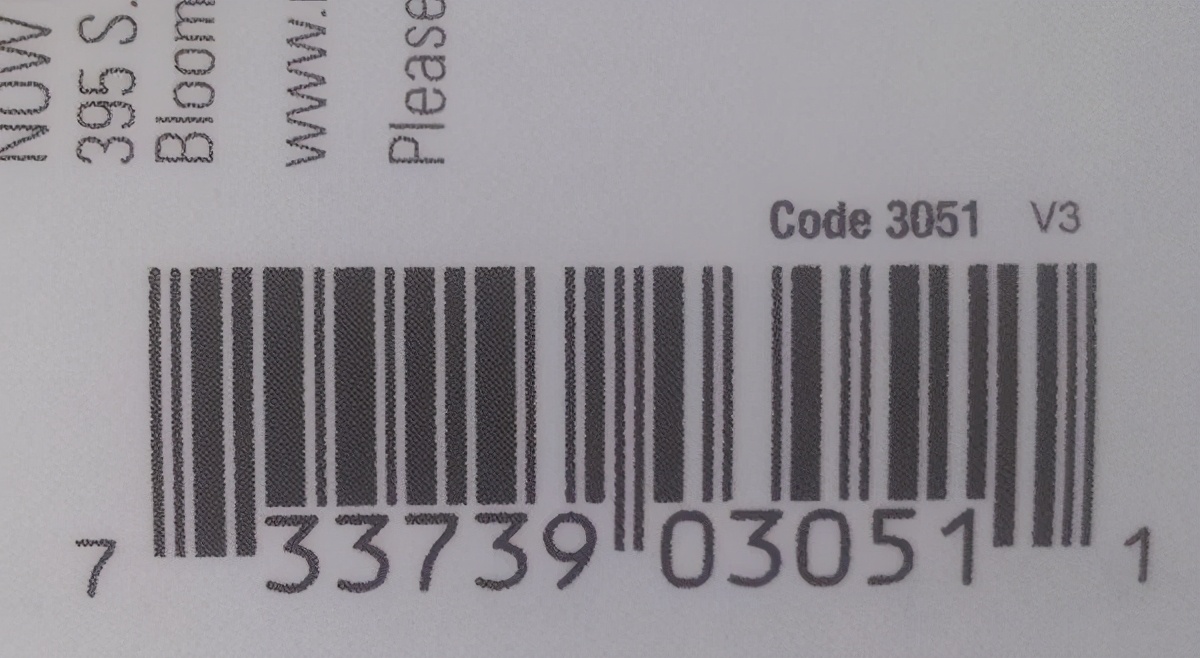 NOW
395 S.
Bloom
www.
Please
Code 3051 V3
7 33739 03051 1